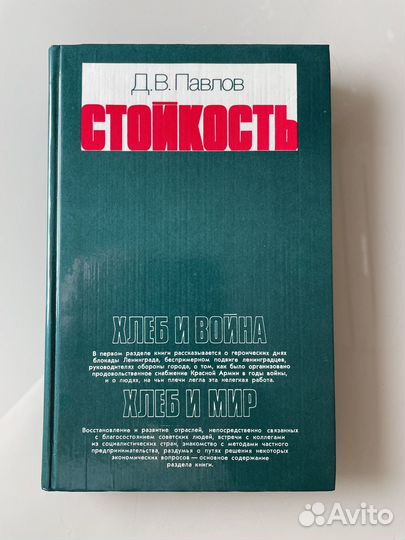 Д. В. Павлов
СТОЙКОСТЬ
ХЛЕБ И ВОЙНА
В первом разделе книги рассказывается о героических днях
блокады Ленинграда, беспримерном подвиге ленинградцев,
руководителях обороны города, о том, как было организовано
продовольственное снабжение Красной Армии в годы войны,
и о людях, на чьи плечи легла эта нелегкая работа.
ХЛЕБ И МИР
Восстановление и развитие отраслей, непосредственно связанных
с благосостоянием советских людей, встречи с коллегами
из социалистических стран, знакомство с методами частного
предпринимательства, раздумья о путях решения некоторых
экономических вопросов — основное содержание
раздела книги.
Avito